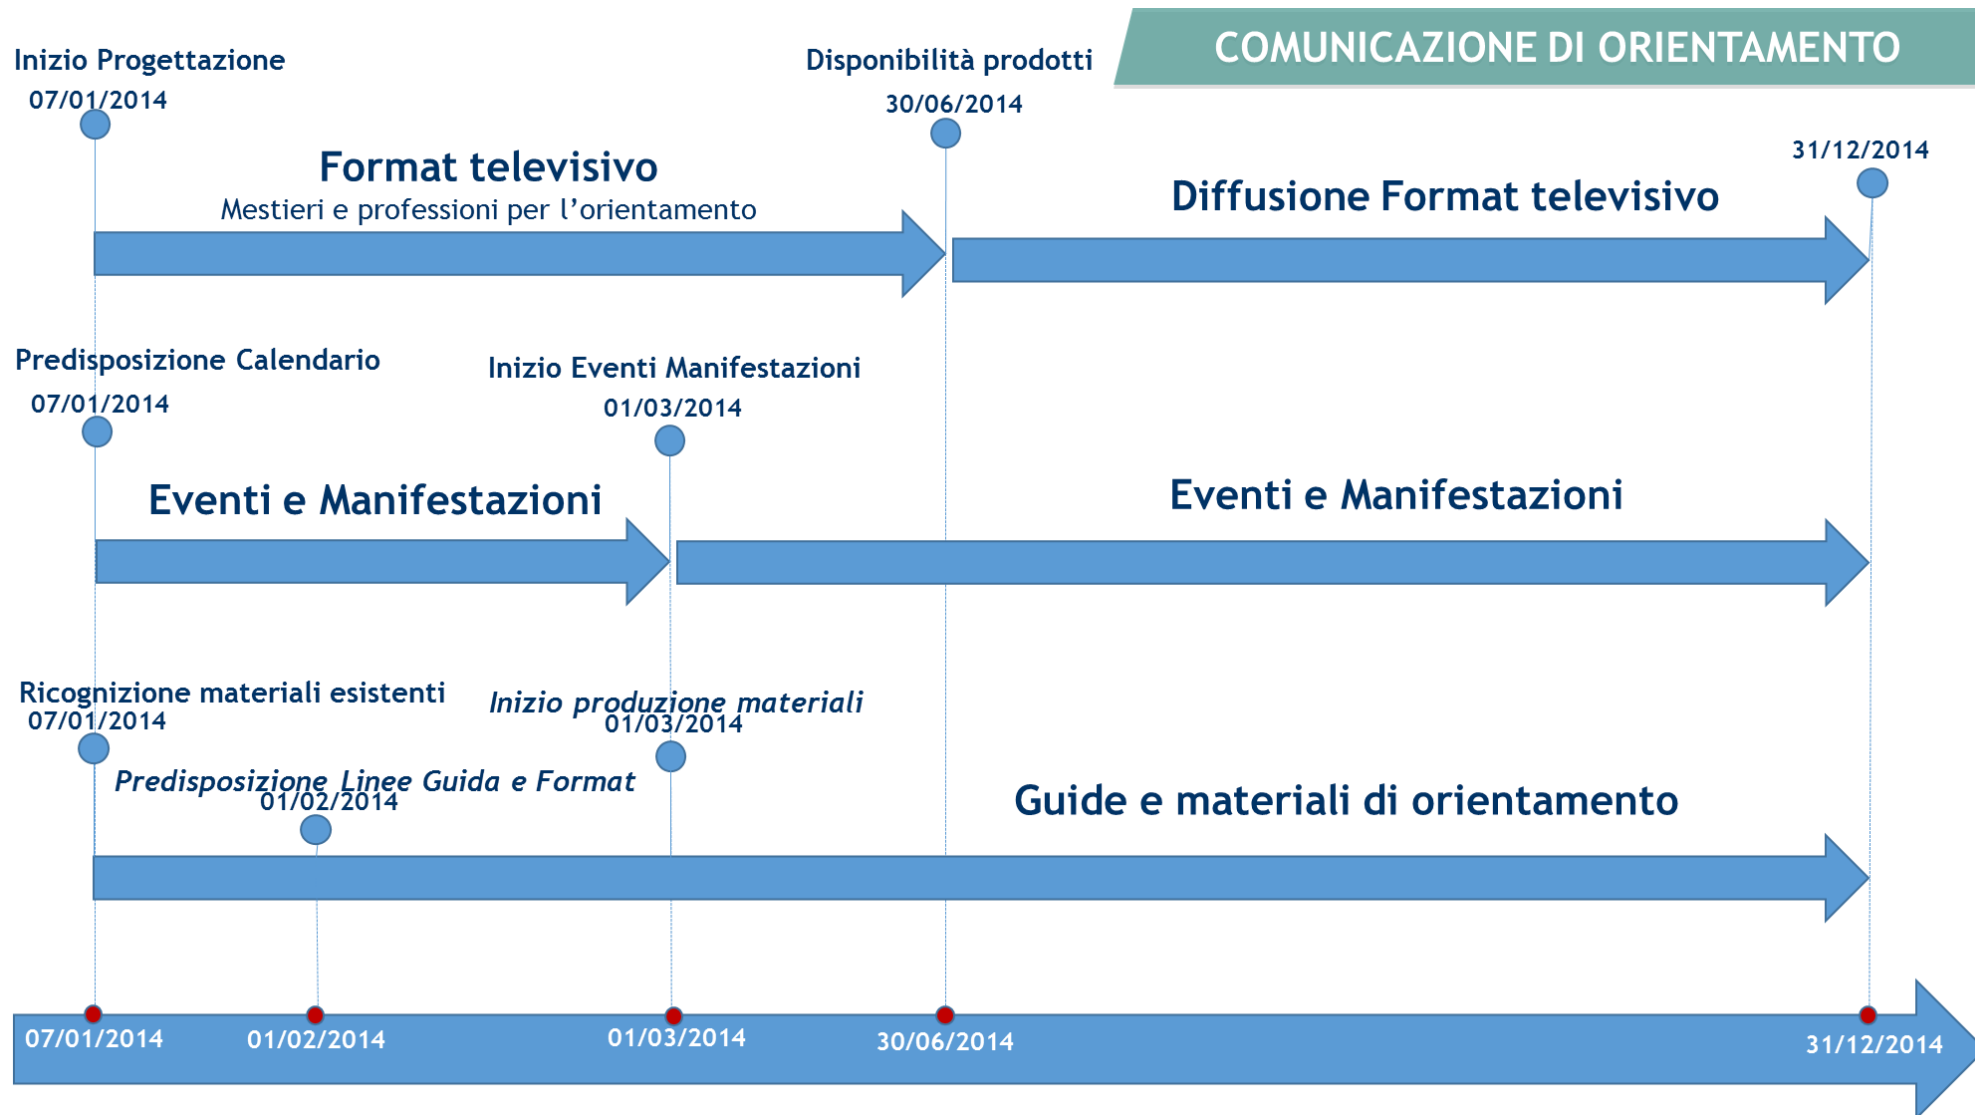 COMUNICAZIONE DI ORIENTAMENTO
Inizio Progettazione
07/01/2014
Disponibilità prodotti
30/06/2014
31/12/2014
Format televisivo
Mestieri e professioni per l’orientamento
Diffusione Format televisivo
Predisposizione Calendario
07/01/2014
Inizio Eventi Manifestazioni
01/03/2014
Eventi e Manifestazioni
Eventi e Manifestazioni
Ricognizione materiali esistenti
07/01/2014
Inizio produzione materiali
01/03/2014
Predisposizione Linee Guida e Format
01/02/2014
Guide e materiali di orientamento
07/01/2014
01/02/2014
01/03/2014
30/06/2014
31/12/2014